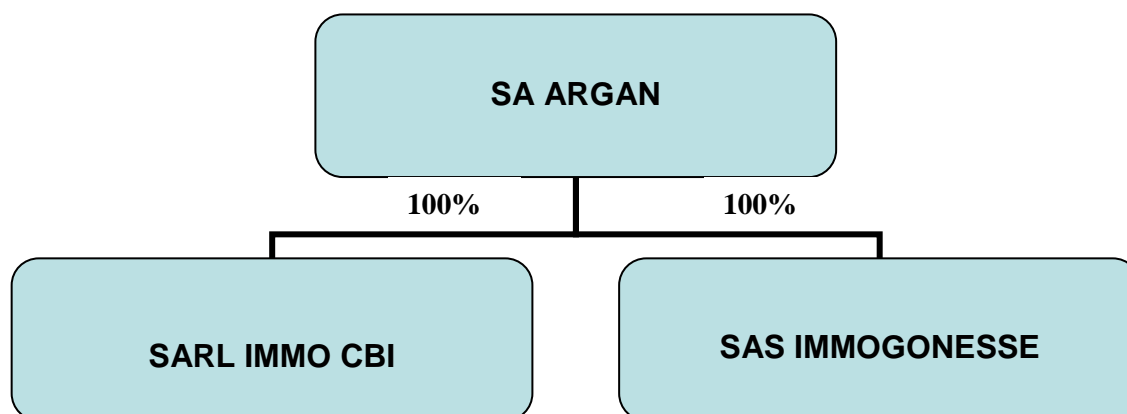 SA ARGAN
100% 100%
SARL IMMO CBI
SAS IMMOGONESSE